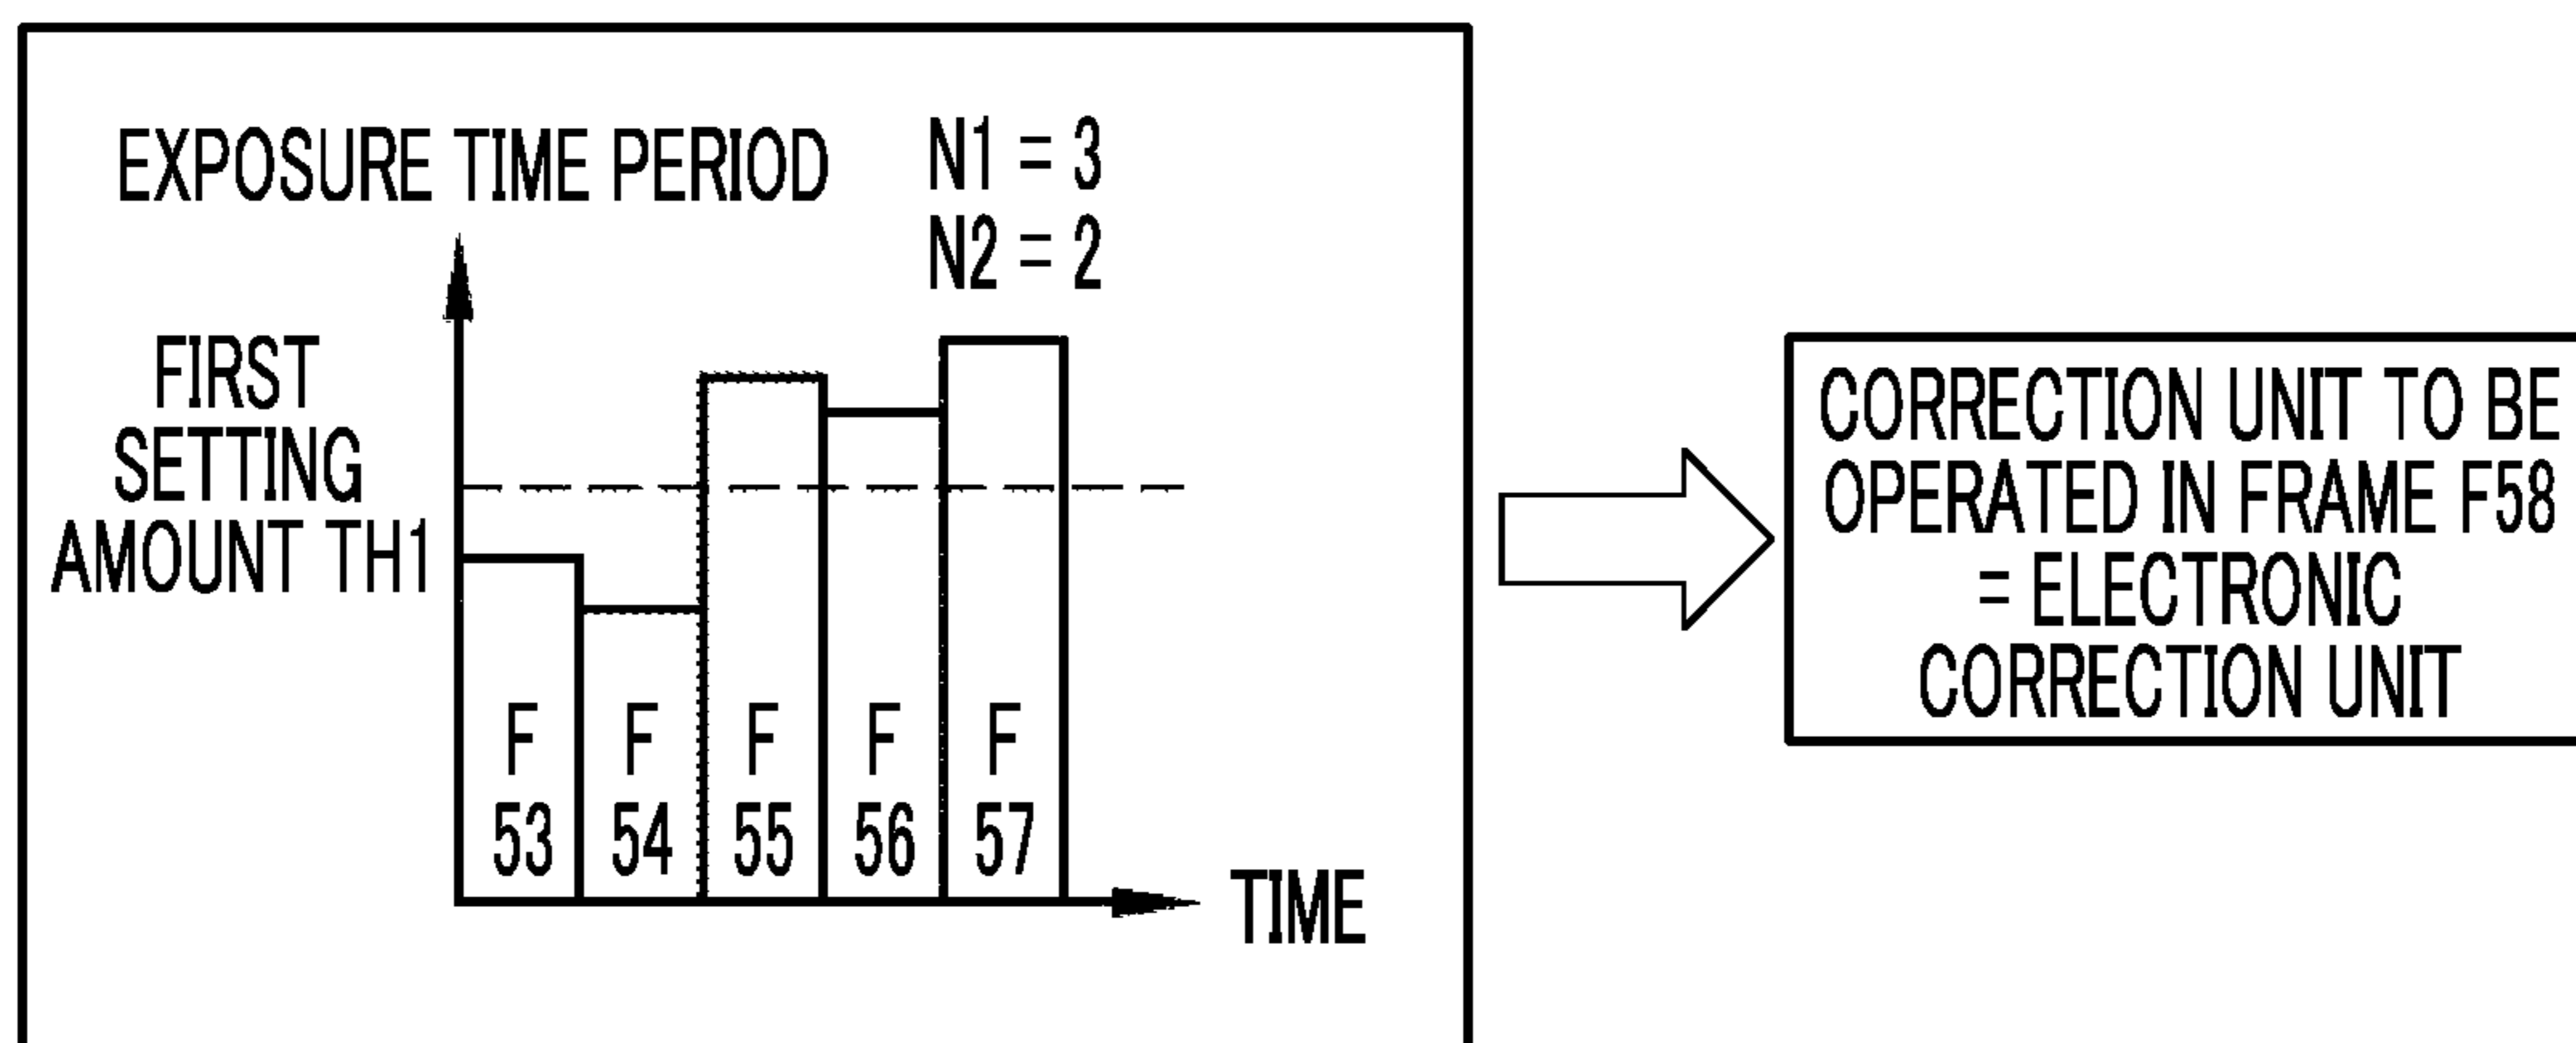 EXPOSURE TIME PERIOD
N1 = 3
N2 = 2
FIRST
SETTING
AMOUNT TH1
F
53
F
54
F
55
F
56
F
57
TIME
CORRECTION UNIT TO BE
OPERATED IN FRAME F58
= ELECTRONIC
CORRECTION UNIT